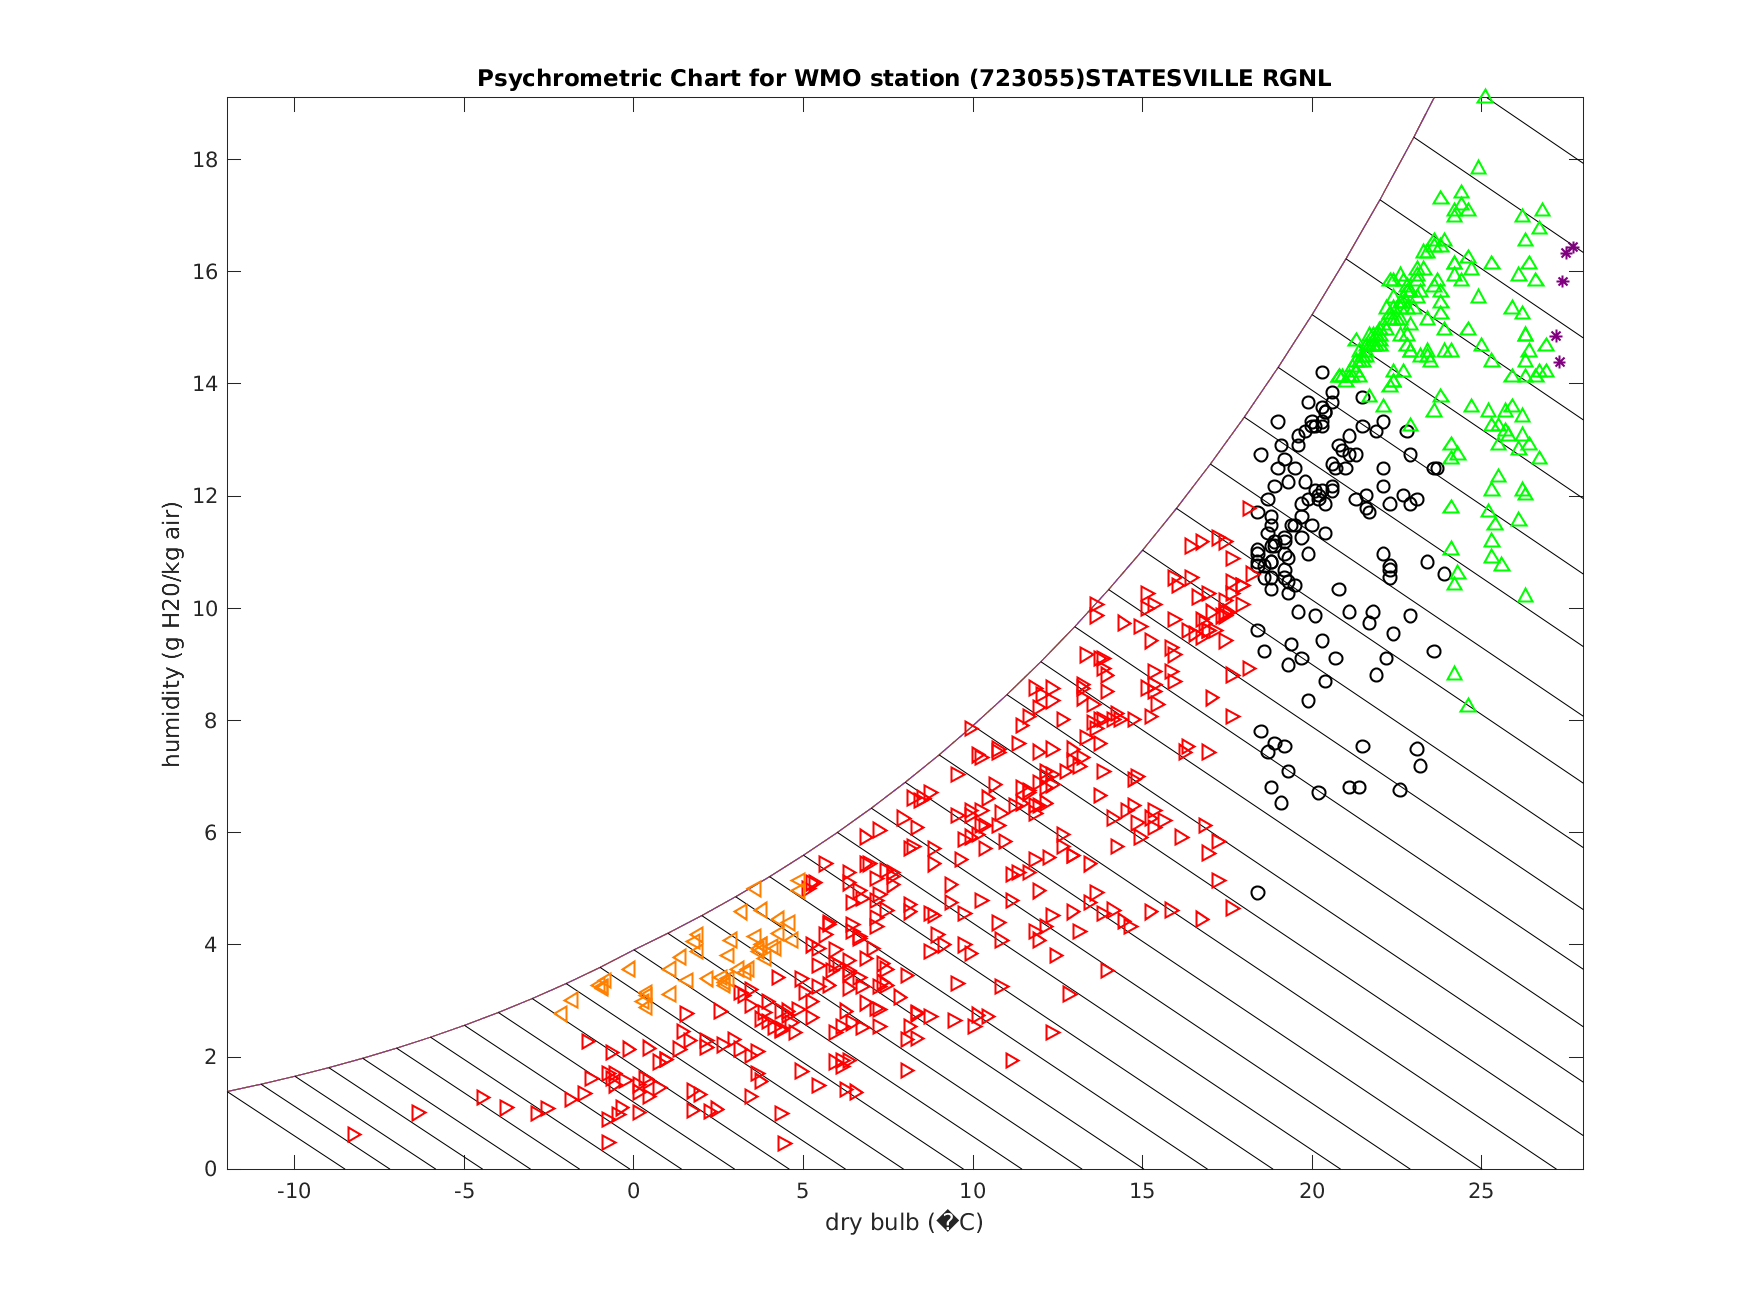 Psychrometric Chart for WMO station (723055)STATESVILLE RGNL
18
16
14
12
10
8
6
4
2
0
humidity (g H20/kg air)
-10 -5 0 5 10 15 20 25
dry bulb (�C)